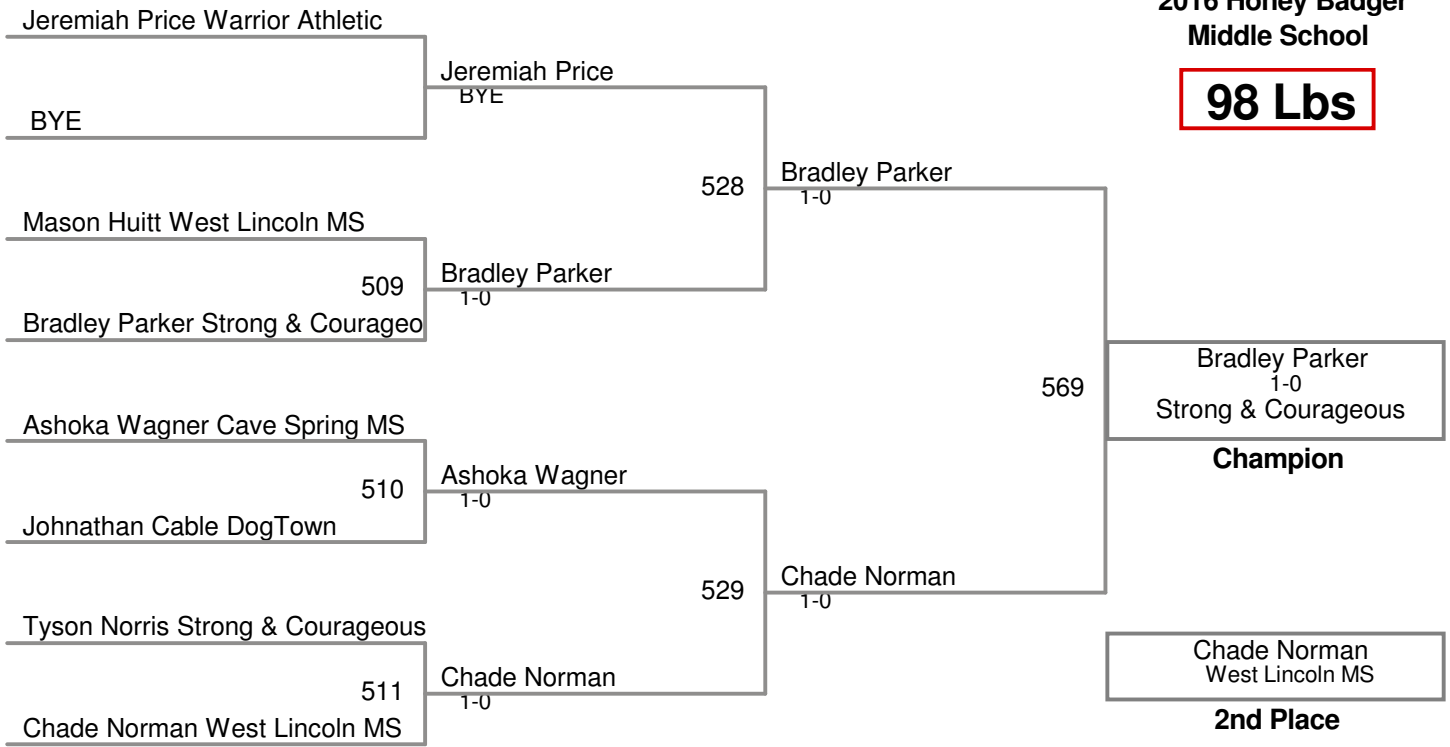 Jeremiah Price Warrior Athletic
BYE
Mason Huitt West Lincoln MS
509
Bradley Parker Strong & Courageo
Ashoka Wagner Cave Spring MS
510
Johnathan Cable DogTown
Tyson Norris Strong & Courageous
511
Chade Norman West Lincoln MS
Jeremiah Price
BYE
528
Bradley Parker
1-0
Ashoka Wagner
1-0
529
Chade Norman
1-0
Bradley Parker
1-0
569
Chade Norman
1-0
2016 Honey Badger
Middle School
98 Lbs
Bradley Parker
1-0
Strong & Courageous
Champion
Chade Norman
West Lincoln MS
2nd Place